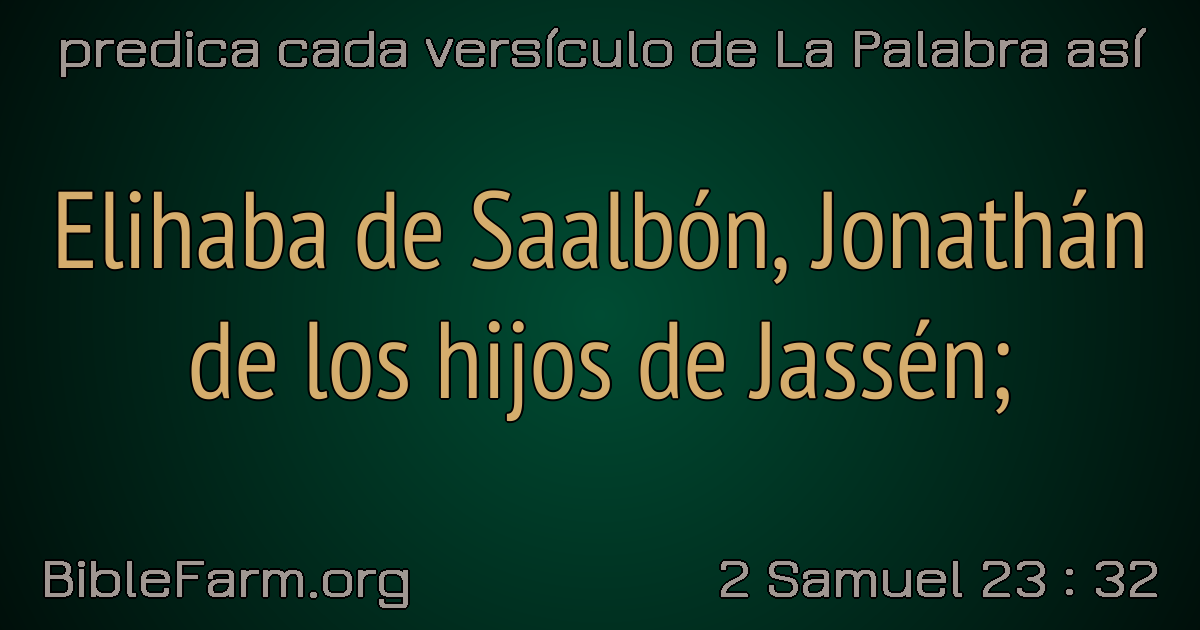 predica cada versículo de La Palabra así
Elihaba de Saalbón, Jonathán
de los hijos de Jassén;
BibleFarm.org
2 Samuel 23 : 32